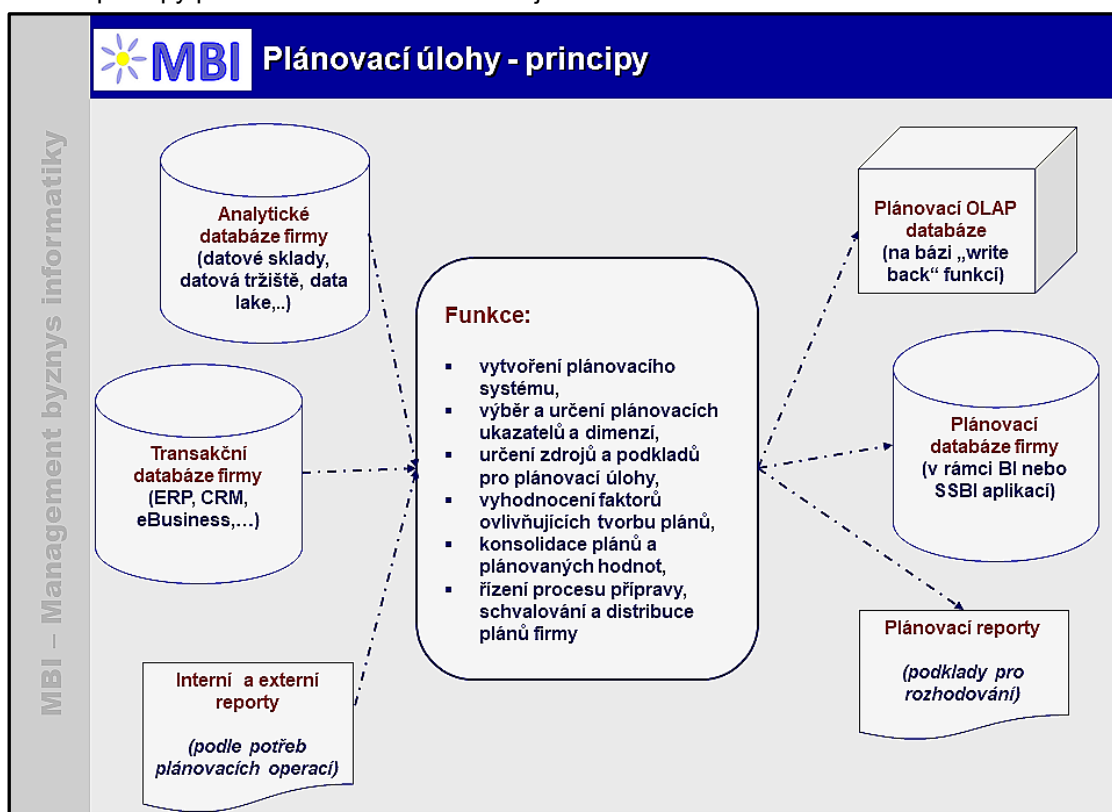 MBI
Plánovací úlohy - principy
MBI – Management byznys informatiky
Analytické
databáze firmy
(datové sklady,
datová tržiště, data
lake,..)
Transakční
databáze firmy
(ERP, CRM,
eBusiness,…)
Interní a externí
reporty
(podle potřeb
plánovacích operací)
Funkce:
▪ vytvoření plánovacího
systému,
▪ výběr a určení plánovacích
ukazatelů a dimenzí,
▪ určení zdrojů a podkladů
pro plánovací úlohy,
▪ vyhodnocení faktorů
ovlivňujících tvorbu plánů,
▪ konsolidace plánů a
plánovaných hodnot,
▪ řízení procesu přípravy,
schvalování a distribuce
plánů firmy
Plánovací OLAP
databáze
(na bázi „write
back“ funkcí)
Plánovací
databáze firmy
(v rámci BI nebo
SSBI aplikací)
Plánovací reporty
(podklady pro
rozhodování)